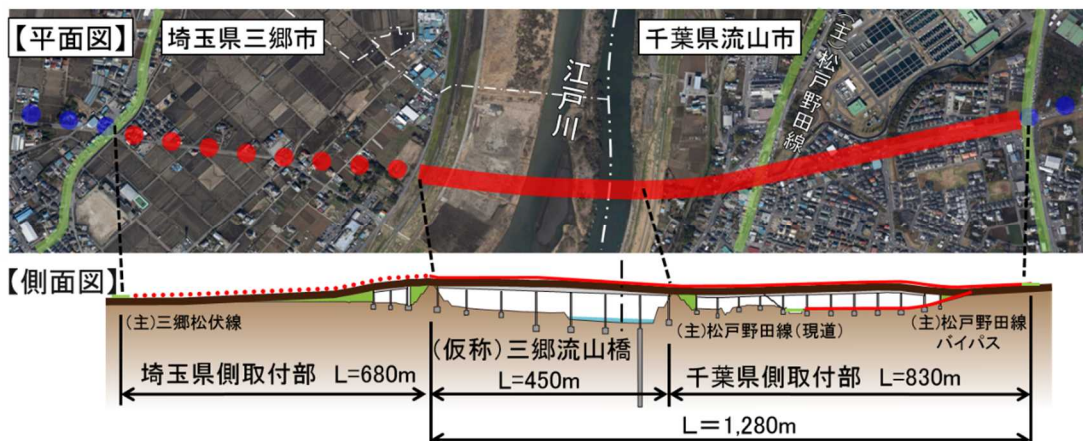 【平面図】
埼玉県三郷市
千葉県流山市
江戸川
(主)松戸野田線
【側面図】
(主)三郷松伏線
(仮称)三郷流山橋
(主)松戸野田線(現道)
(主)松戸野田線
バイパス
埼玉県側取付部 L=680m
L=450m
千葉県側取付部 L=830m
L=1,280m